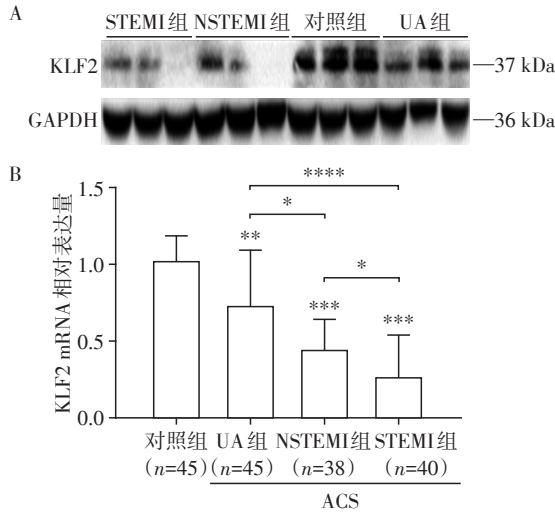 A
STEMI组 NSTEMI组 对照组 UA组
KLF2 37 kDa
GAPDH 36 kDa
B
KLF2 mRNA相对表达量
1.5
1.0
0.5
0.0
****
*
**
*
***
***
对照组 UA组 NSTEMI组 STEMI组
(n=45) (n=45) (n=38) (n=40)
ACS